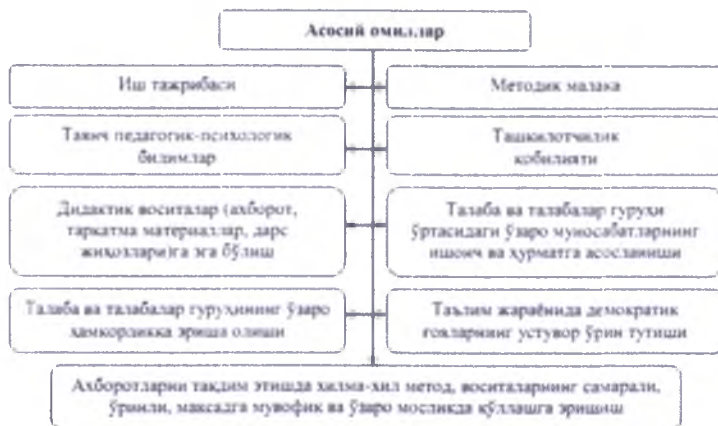 Асосий омиллар
Иш тажрибаси
Методик малака
Таянч педагогик-психологик
билимлар
Ташкилотчилик
қобилияти
Дидактик воситалар (ахборот,
тарқатма материаллар, дарс
жиҳозлари)га эга бўлиш
Талаба ва талабалар гуруҳи
ўртасидаги ўзаро муносабатларнинг
ишонч ва ҳурматга асосланиши
Талаба ва талабалар гуруҳининг ўзаро
ҳамкорликка эриша олиши
Таълим жараёнида демократик
ғояларнинг устувор ўрин тутиши
Ахборотларни тақдим этишда хилма-хил метод, воситаларнинг самарали,
ўринли, мақсадга мувофиқ ва ўзаро мосликда қўллашга эришиш